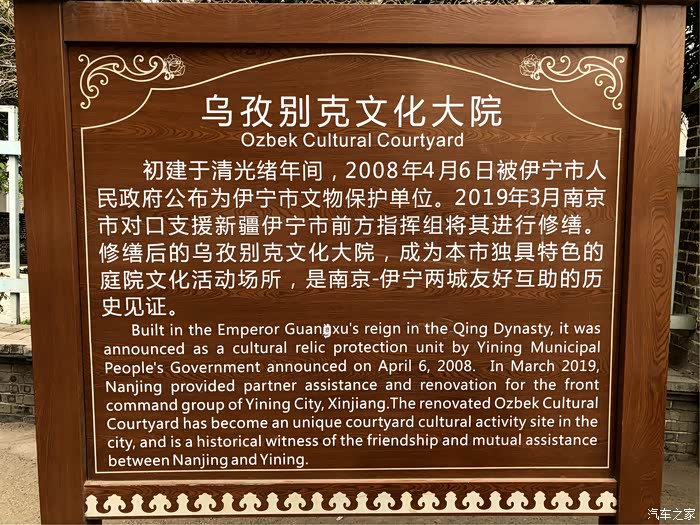 乌孜别克文化大院
Ozbek Cultural Courtyard
初建于清光绪年间，2008年4月6日被伊宁市人
民政府公布为伊宁市文物保护单位。2019年3月南京
市对口支援新疆伊宁市前方指挥组将其进行修缮。
修缮后的乌孜别克文化大院，成为本市独具特色的
庭院文化活动场所，是南京-伊宁两城友好互助的历
史见证。
Built in the Emperor Guangxu's reign in the Qing Dynasty, it was
announced as a cultural relic protection unit by Yining Municipal
People's Government announced on April 6, 2008. In March 2019,
Nanjing provided partner assistance and renovation for the front
command group of Yining City, Xinjiang.The renovated Ozbek Cultural
Courtyard has become an unique courtyard cultural activity site in the
city, and is a historical witness of the friendship and mutual assistance
between Nanjing and Yining.
汽车之家